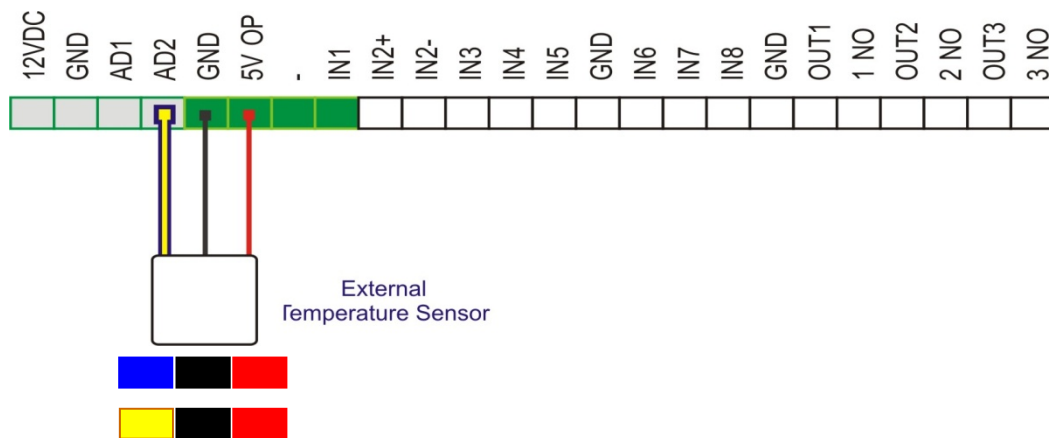 12VDC
GND
AD1
AD2
GND
5V OP
-
IN1
IN2+
IN2-
IN3
IN4
IN5
GND
IN6
IN7
IN8
GND
OUT1
1 NO
OUT2
2 NO
OUT3
3 NO
External
Temperature Sensor